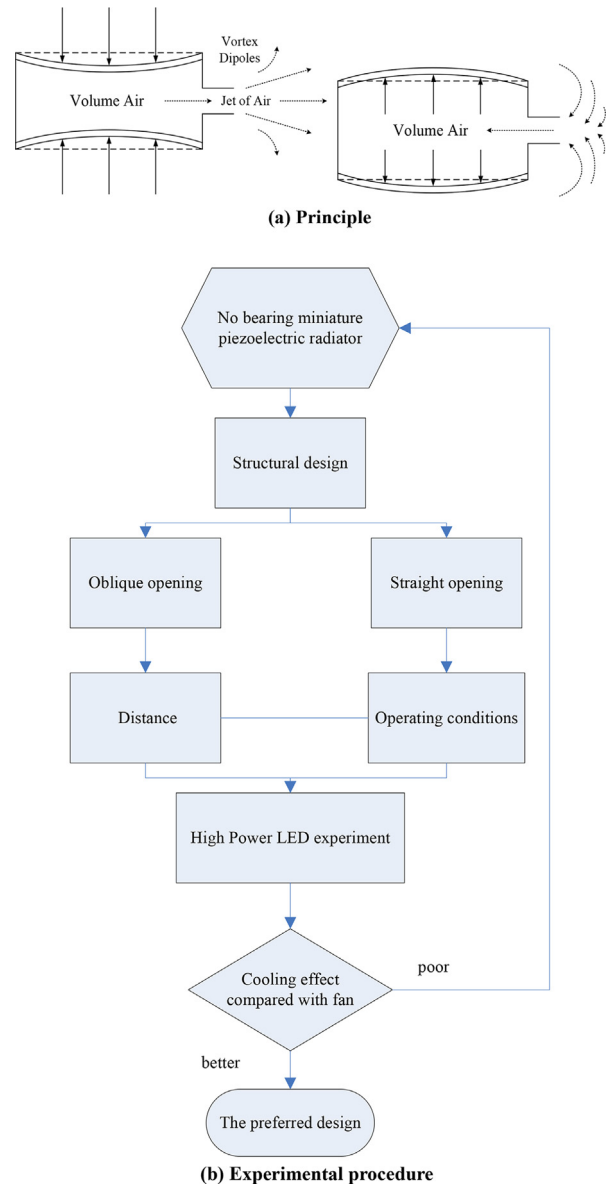 Vortex
Dipoles
Volume Air
Jet of Air
Volume Air
(a) Principle
No bearing miniature
piezoelectric radiator
Structural design
Oblique opening
Straight opening
Distance
Operating conditions
High Power LED experiment
Cooling effect
compared with fan
poor
better
The preferred design
(b) Experimental procedure